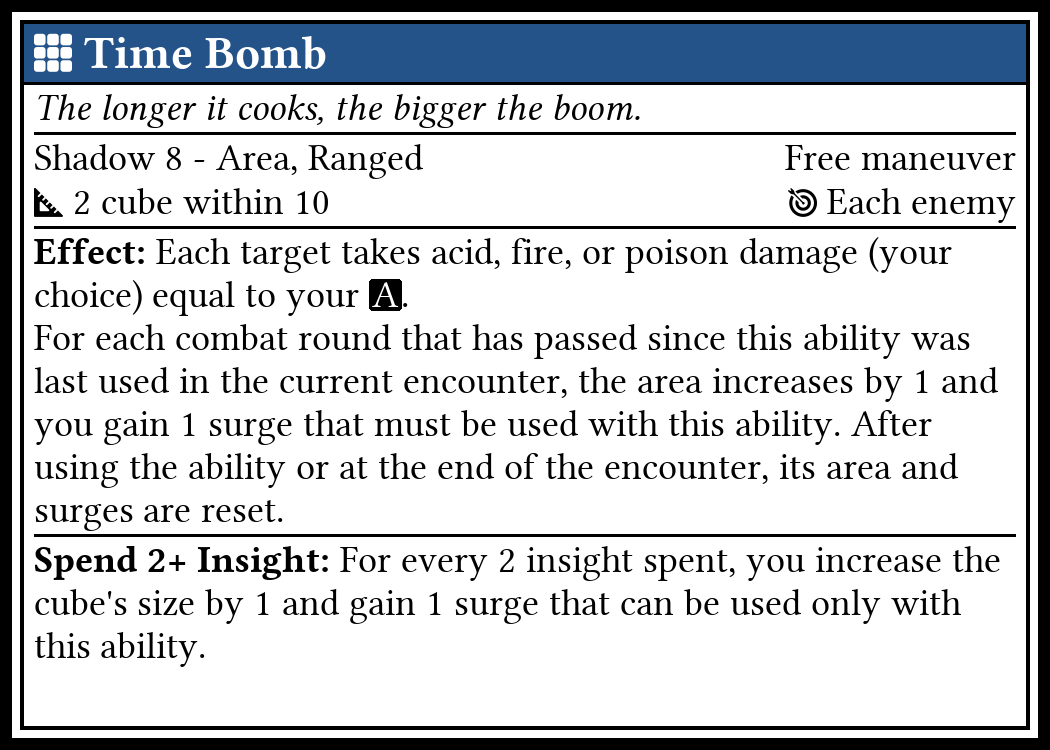 Time Bomb
The longer it cooks, the bigger the boom.
Shadow 8 - Area, Ranged
Free maneuver
2 cube within 10
Each enemy
Effect: Each target takes acid, fire, or poison damage (your
choice) equal to your A.
For each combat round that has passed since this ability was
last used in the current encounter, the area increases by 1 and
you gain 1 surge that must be used with this ability. After
using the ability or at the end of the encounter, its area and
surges are reset.
Spend 2+ Insight: For every 2 insight spent, you increase the
cube's size by 1 and gain 1 surge that can be used only with
this ability.